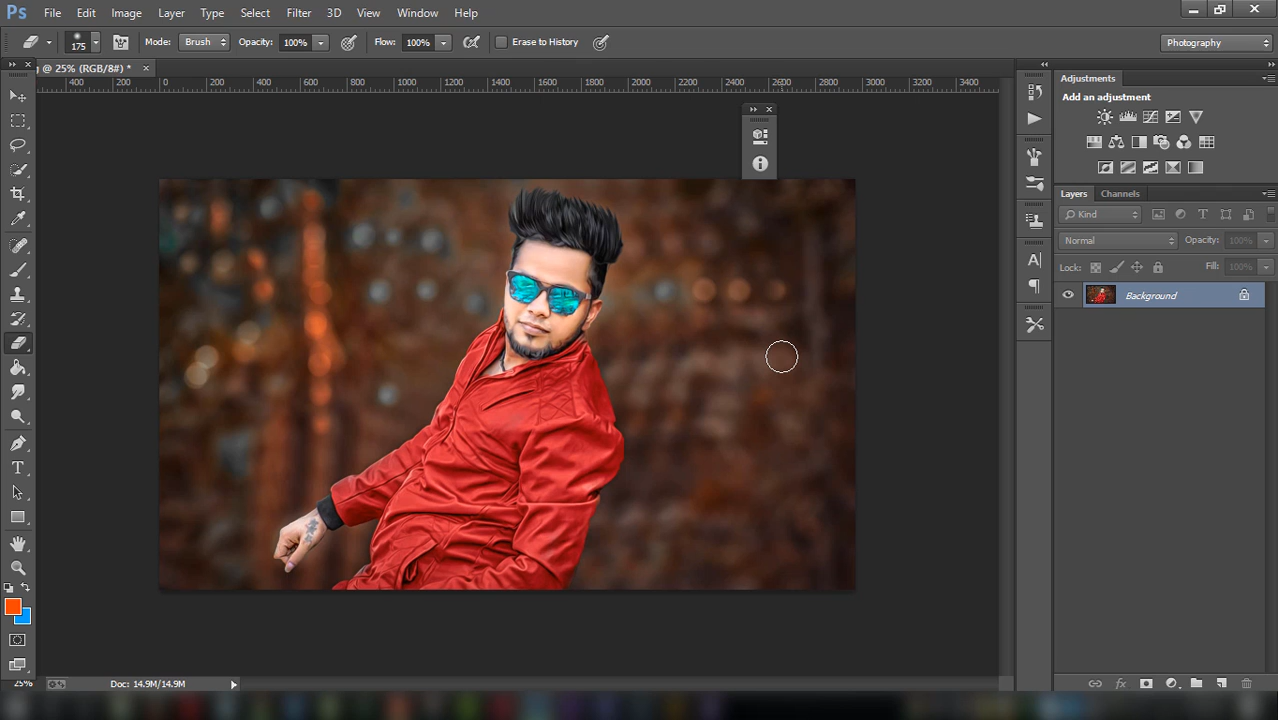 Ps File Edit Image Layer Type Select Filter 3D View Window Help
175 Mode: Brush Opacity: 100% Flow: 100% Erase to History Photography
@ 25% (RGB/8#) * ×
400 200 0 200 400 600 800 1000 1200 1400 1600 1800 2000 2200 2400 2600 2800 3000 3200 3400
Adjustments
Add an adjustment
Layers Channels
Kind
Normal Opacity: 100%
Lock: Fill: 100%
Background
25% Doc: 14.9M/14.9M